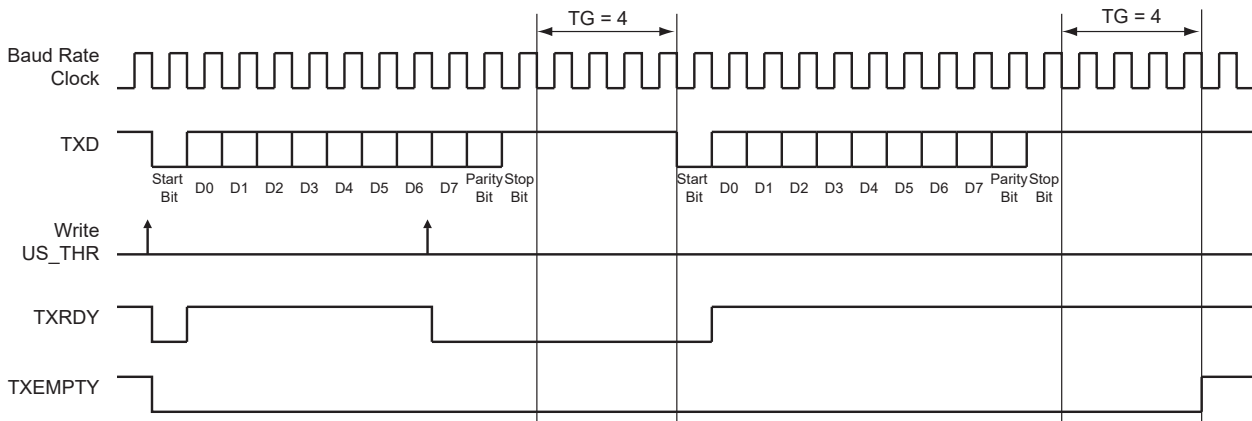 TG = 4
TG = 4
Baud Rate
Clock
TXD
Start
Bit
D0
D1
D2
D3
D4
D5
D6
D7
Parity
Bit
Stop
Bit
Start
Bit
D0
D1
D2
D3
D4
D5
D6
D7
Parity
Bit
Stop
Bit
Write
US_THR
TXRDY
TXEMPTY